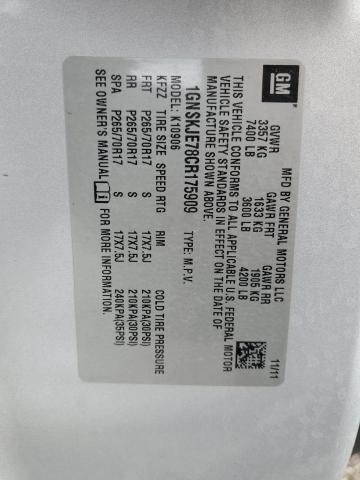 GM
MFD BY GENERAL MOTORS LLC 11/11
GVWR GAWR FRT GAWR RR
3357 KG 1633 KG 1905 KG
7400 LB 3600 LB 4200 LB
THIS VEHICLE CONFORMS TO ALL APPLICABLE U.S. FEDERAL MOTOR
VEHICLE SAFETY STANDARDS IN EFFECT ON THE DATE OF
MANUFACTURE SHOWN ABOVE.
1GNSKJE78CR175909 TYPE: M.P.V.
MODEL: K10906
KFZZ TIRE SIZE SPEED RTG RIM COLD TIRE PRESSURE
FRT P265/70R17 S 17X7.5J 210KPA(30PSI)
RR P265/70R17 S 17X7.5J 210KPA(30PSI)
SPA P265/70R17 S 17X7.5J 240KPA(35PSI)
SEE OWNER'S MANUAL FOR MORE INFORMATION.